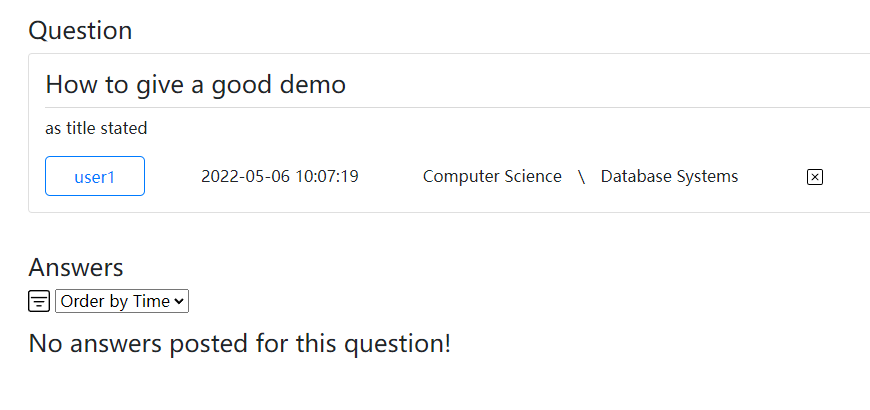 Question
How to give a good demo
as title stated
user1 2022-05-06 10:07:19 Computer Science \ Database Systems
Answers
Order by Time
No answers posted for this question!